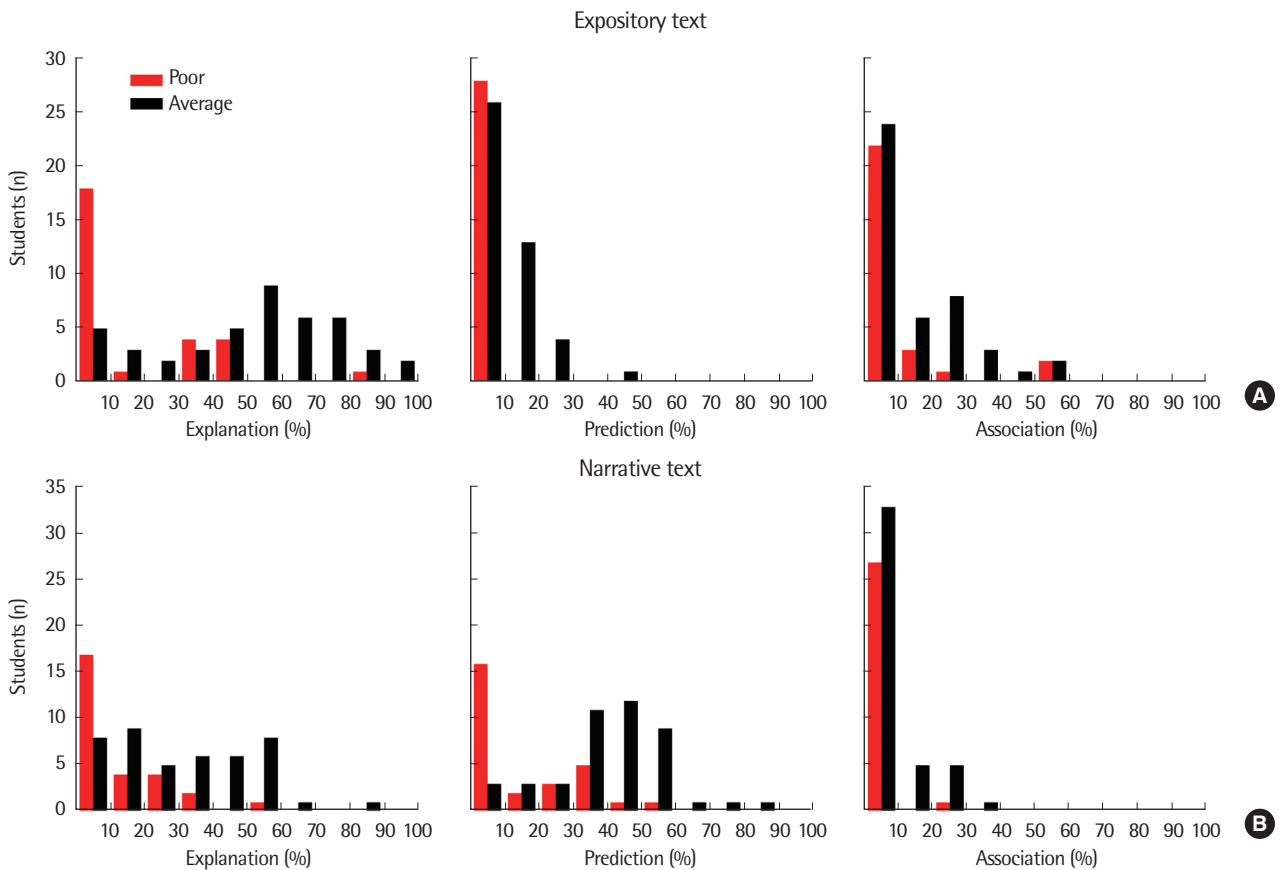 Expository text
30
25
20
15
10
5
0
Students (n)
Poor
Average
10 20 30 40 50 60 70 80 90 100
Explanation (%)
10 20 30 40 50 60 70 80 90 100
Prediction (%)
10 20 30 40 50 60 70 80 90 100
Association (%)
A
Narrative text
35
30
25
20
15
10
5
0
Students (n)
10 20 30 40 50 60 70 80 90 100
Explanation (%)
10 20 30 40 50 60 70 80 90 100
Prediction (%)
10 20 30 40 50 60 70 80 90 100
Association (%)
B